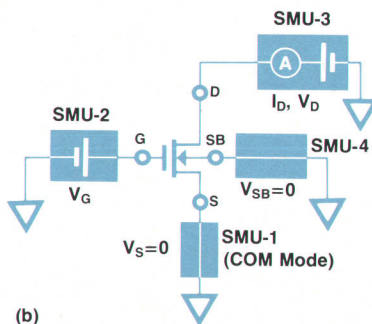 SMU-3
A
D
I_D, V_D
SMU-2
G
SB
SMU-4
V_G
V_SB=0
S
V_S=0
SMU-1
(COM Mode)
(b)